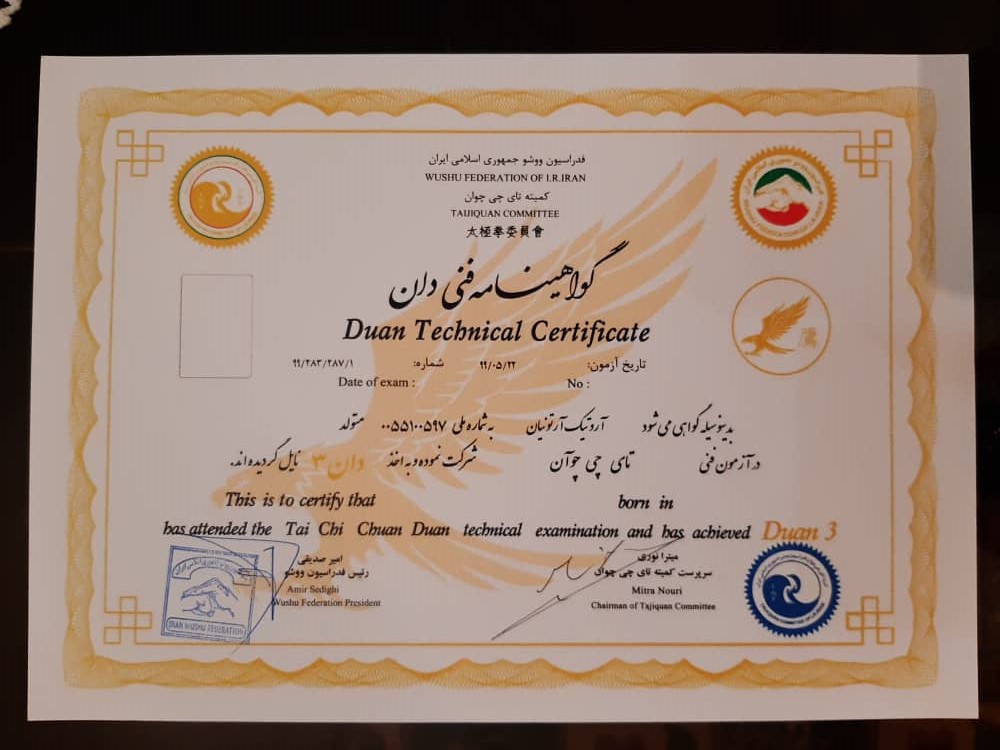 فدراسیون ووشو جمهوری اسلامی ایران
WUSHU FEDERATION OF I.R.IRAN
کمیته تای چی چوان
TAIJIQUAN COMMITTEE
太極拳委員會
گواهینامه فنی دان
Duan Technical Certificate
تاریخ آزمون: ۹۹/۰۵/۲۲ شماره: ۹۹/۲۸۳/۲۸۷/۱
Date of exam : No :
بدینوسیله گواهی می شود آروتیک آرتونیان به شماره ملی ۰۰۵۵۱۰۰۵۹۷ متولد
در آزمون فنی تای چی چوآن شرکت نموده و به اخذ دان ۳ نایل گردیده اند.
This is to certify that born in
has attended the Tai Chi Chuan Duan technical examination and has achieved Duan 3
امیر صدیقی
رئیس فدراسیون ووشو
Amir Sedighi
Wushu Federation President
میترا نوری
سرپرست کمیته تای چی چوان
Mitra Nouri
Chairman of Tajiquan Committee
IRAN WUSHU FEDERATION